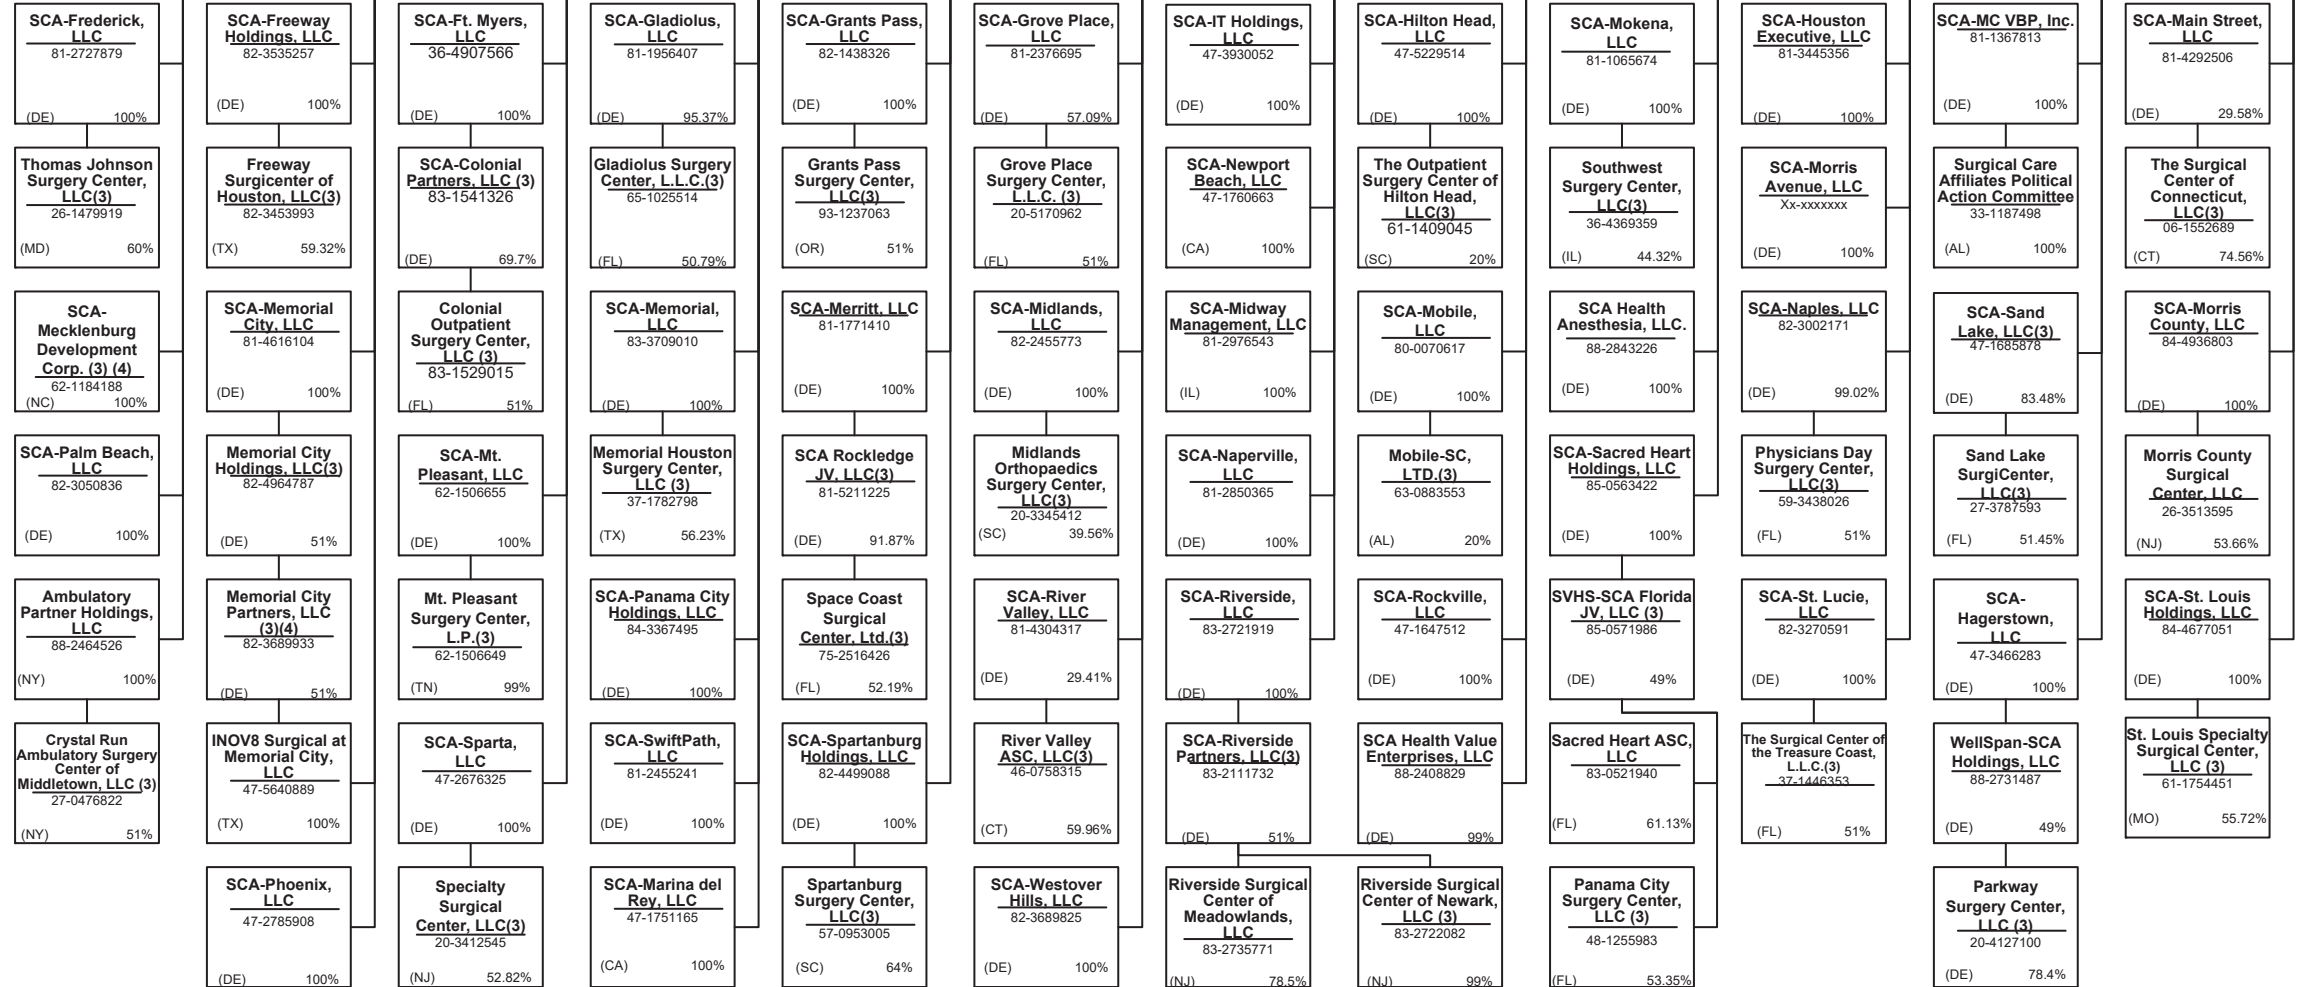 SCA-Frederick,
LLC
81-2727879
(DE) 100%
SCA-Freeway
Holdings, LLC
82-3535257
(DE) 100%
SCA-Ft. Myers,
LLC
36-4907566
(DE) 100%
SCA-Gladiolus,
LLC
81-1956407
(DE) 95.37%
SCA-Grants Pass,
LLC
82-1438326
(DE) 100%
SCA-Grove Place,
LLC
81-2376695
(DE) 57.09%
SCA-IT Holdings,
LLC
47-3930052
(DE) 100%
SCA-Hilton Head,
LLC
47-5229514
(DE) 100%
SCA-Mokena,
LLC
81-1065674
(DE) 100%
SCA-Houston
Executive, LLC
81-3445356
(DE) 100%
SCA-MC VBP, Inc.
81-1367813
(DE) 100%
SCA-Main Street,
LLC
81-4292506
(DE) 29.58%
Thomas Johnson
Surgery Center,
LLC(3)
26-1479919
(MD) 60%
Freeway
Surgicenter of
Houston, LLC(3)
82-3453993
(TX) 59.32%
SCA-Colonial
Partners, LLC (3)
83-1541326
(DE) 69.7%
Gladiolus Surgery
Center, L.L.C.(3)
65-1025514
(FL) 50.79%
Grants Pass
Surgery Center,
LLC(3)
93-1237063
(OR) 51%
Grove Place
Surgery Center,
L.L.C. (3)
20-5170962
(FL) 51%
SCA-Newport
Beach, LLC
47-1760663
(CA) 100%
The Outpatient
Surgery Center of
Hilton Head,
LLC(3)
61-1409045
(SC) 20%
Southwest
Surgery Center,
LLC(3)
36-4369359
(IL) 44.32%
SCA-Morris
Avenue, LLC
Xx-xxxxxxx
(DE) 100%
Surgical Care
Affiliates Political
Action Committee
33-1187498
(AL) 100%
The Surgical
Center of
Connecticut,
LLC(3)
06-1552689
(CT) 74.56%
SCA-
Mecklenburg
Development
Corp. (3) (4)
62-1184188
(NC) 100%
SCA-Memorial
City, LLC
81-4616104
(DE) 100%
Colonial
Outpatient
Surgery Center,
LLC (3)
83-1529015
(FL) 51%
SCA-Memorial,
LLC
83-3709010
(DE) 100%
SCA-Merritt, LLC
81-1771410
(DE) 100%
SCA-Midlands,
LLC
82-2455773
(DE) 100%
SCA-Midway
Management, LLC
81-2976543
(IL) 100%
SCA-Mobile,
LLC
80-0070617
(DE) 100%
SCA Health
Anesthesia, LLC.
88-2843226
(DE) 100%
SCA-Naples, LLC
82-3002171
(DE) 99.02%
SCA-Sand
Lake, LLC(3)
47-1685878
(DE) 83.48%
SCA-Morris
County, LLC
84-4936803
(DE) 100%
SCA-Palm Beach,
LLC
82-3050836
(DE) 100%
Memorial City
Holdings, LLC(3)
82-4964787
(DE) 51%
SCA-Mt.
Pleasant, LLC
62-1506655
(DE) 100%
Memorial Houston
Surgery Center,
LLC (3)
37-1782798
(TX) 56.23%
SCA Rockledge
JV, LLC(3)
81-5211225
(DE) 91.87%
Midlands
Orthopaedics
Surgery Center,
LLC(3)
20-3345412
(SC) 39.56%
SCA-Naperville,
LLC
81-2850365
(DE) 100%
Mobile-SC,
LTD.(3)
63-0883553
(AL) 20%
SCA-Sacred Heart
Holdings, LLC
85-0563422
(DE) 100%
Physicians Day
Surgery Center,
LLC(3)
59-3438026
(FL) 51%
Sand Lake
SurgiCenter,
LLC(3)
27-3787593
(FL) 51.45%
Morris County
Surgical
Center, LLC
26-3513595
(NJ) 53.66%
Ambulatory
Partner Holdings,
LLC
88-2464526
(NY) 100%
Memorial City
Partners, LLC
(3)(4)
82-3689933
(DE) 51%
Mt. Pleasant
Surgery Center,
L.P.(3)
62-1506649
(TN) 99%
SCA-Panama City
Holdings, LLC
84-3367495
(DE) 100%
Space Coast
Surgical
Center, Ltd.(3)
75-2516426
(FL) 52.19%
SCA-River
Valley, LLC
81-4304317
(DE) 29.41%
SCA-Riverside,
LLC
83-2721919
(DE) 100%
SCA-Rockville,
LLC
47-1647512
(DE) 100%
SVHS-SCA Florida
JV, LLC (3)
85-0571986
(DE) 49%
SCA-St. Lucie,
LLC
82-3270591
(DE) 100%
SCA-
Hagerstown,
LLC
47-3466283
(DE) 100%
SCA-St. Louis
Holdings, LLC
84-4677051
(DE) 100%
Crystal Run
Ambulatory Surgery
Center of
Middletown, LLC (3)
27-0476822
(NY) 51%
INOV8 Surgical at
Memorial City,
LLC
47-5640889
(TX) 100%
SCA-Sparta,
LLC
47-2676325
(DE) 100%
SCA-SwiftPath,
LLC
81-2455241
(DE) 100%
SCA-Spartanburg
Holdings, LLC
82-4499088
(DE) 100%
River Valley
ASC, LLC(3)
46-0758315
(CT) 59.96%
SCA-Riverside
Partners, LLC(3)
83-2111732
(DE) 51%
SCA Health Value
Enterprises, LLC
88-2408829
(DE) 99%
Sacred Heart ASC,
LLC
83-0521940
(FL) 61.13%
The Surgical Center of
the Treasure Coast,
L.L.C.(3)
37-1446353
(FL) 51%
WellSpan-SCA
Holdings, LLC
88-2731487
(DE) 49%
St. Louis Specialty
Surgical Center,
LLC (3)
61-1754451
(MO) 55.72%
SCA-Phoenix,
LLC
47-2785908
(DE) 100%
Specialty
Surgical
Center, LLC(3)
20-3412545
(NJ) 52.82%
SCA-Marina del
Rey, LLC
47-1751165
(CA) 100%
Spartanburg
Surgery Center,
LLC(3)
57-0953005
(SC) 64%
SCA-Westover
Hills, LLC
82-3689825
(DE) 100%
Riverside Surgical
Center of
Meadowlands,
LLC
83-2735771
(NJ) 78.5%
Riverside Surgical
Center of Newark,
LLC (3)
83-2722082
(NJ) 99%
Panama City
Surgery Center,
LLC (3)
48-1255983
(FL) 53.35%
Parkway
Surgery Center,
LLC (3)
20-4127100
(DE) 78.4%